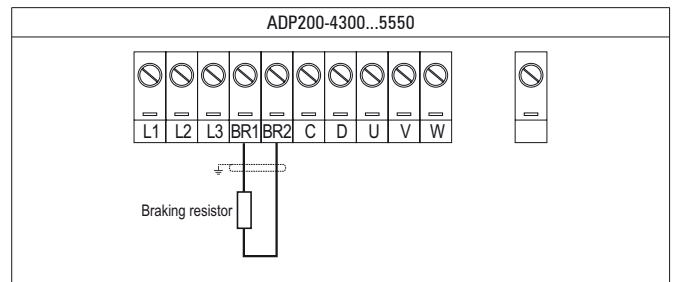 ADP200-4300...5550
L1 L2 L3 BR1 BR2 C D U V W
Braking resistor